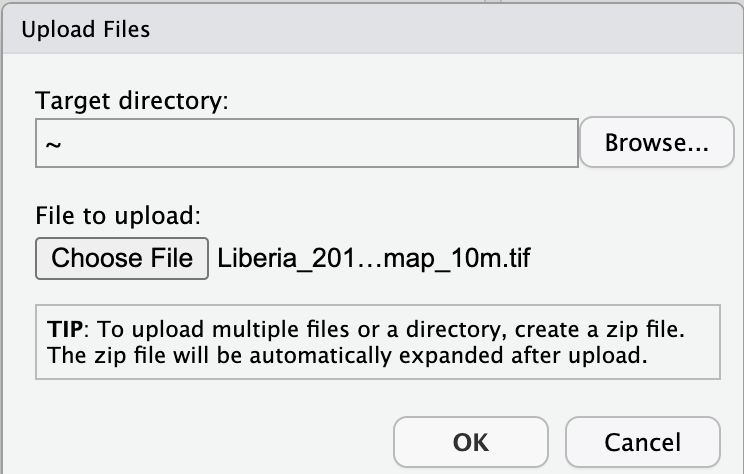 Upload Files
Target directory:
~
Browse...
File to upload:
Choose File Liberia_201...map_10m.tif
TIP: To upload multiple files or a directory, create a zip file.
The zip file will be automatically expanded after upload.
OK Cancel